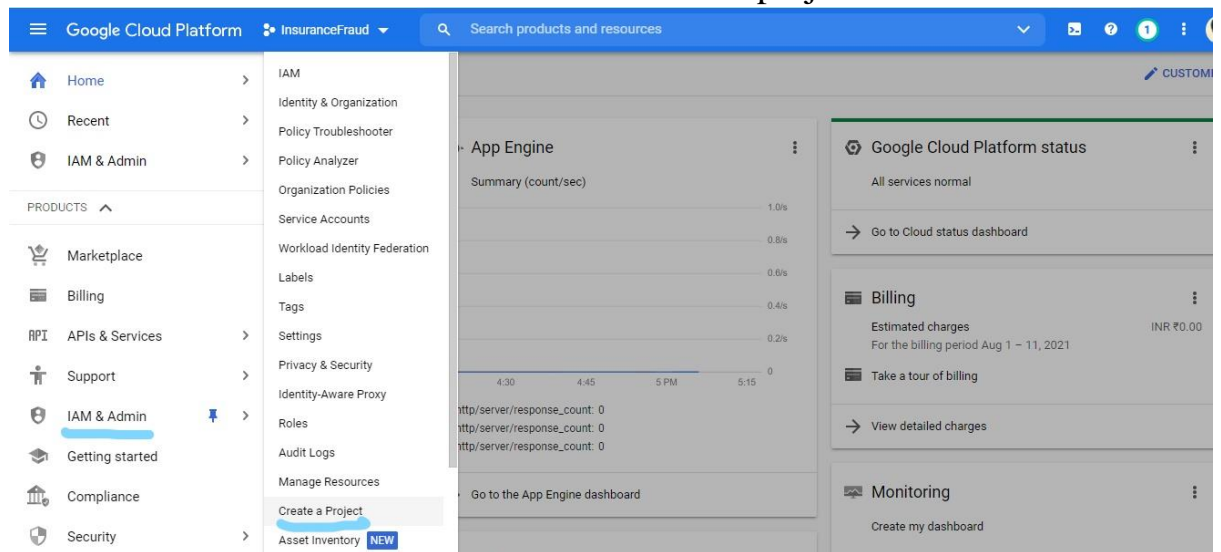 proj
Google Cloud Platform
InsuranceFraud
Search products and resources
1
Home
Recent
IAM & Admin
PRODUCTS
Marketplace
Billing
API APIs & Services
Support
IAM & Admin
Getting started
Compliance
Security
IAM
Identity & Organization
Policy Troubleshooter
Policy Analyzer
Organization Policies
Service Accounts
Workload Identity Federation
Labels
Tags
Settings
Privacy & Security
Identity-Aware Proxy
Roles
Audit Logs
Manage Resources
Create a Project
Asset Inventory NEW
CUSTOMI
App Engine
Summary (count/sec)
1.0/s
0.8/s
0.6/s
0.4/s
0.2/s
0
4:30 4:45 5 PM 5:15
http/server/response_count: 0
http/server/response_count: 0
http/server/response_count: 0
Go to the App Engine dashboard
Google Cloud Platform status
All services normal
Go to Cloud status dashboard
Billing
Estimated charges INR ₹0.00
For the billing period Aug 1 – 11, 2021
Take a tour of billing
View detailed charges
Monitoring
Create my dashboard